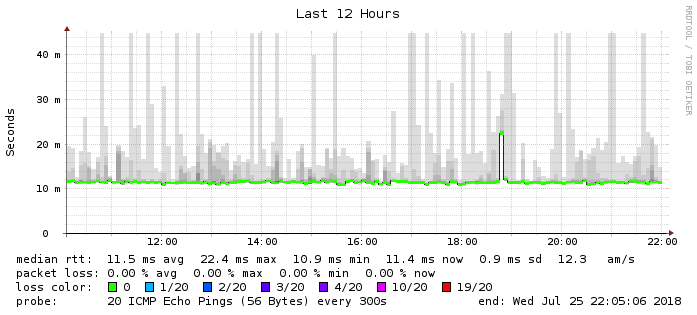 Last 12 Hours
RRDTOOL / TOBI OETIKER
Seconds
40 m
30 m
20 m
10 m
0
12:00 14:00 16:00 18:00 20:00 22:00
median rtt: 11.5 ms avg 22.4 ms max 10.9 ms min 11.4 ms now 0.9 ms sd 12.3 am/s
packet loss: 0.00 % avg 0.00 % max 0.00 % min 0.00 % now
loss color: 0 1/20 2/20 3/20 4/20 10/20 19/20
probe: 20 ICMP Echo Pings (56 Bytes) every 300s end: Wed Jul 25 22:05:06 2018